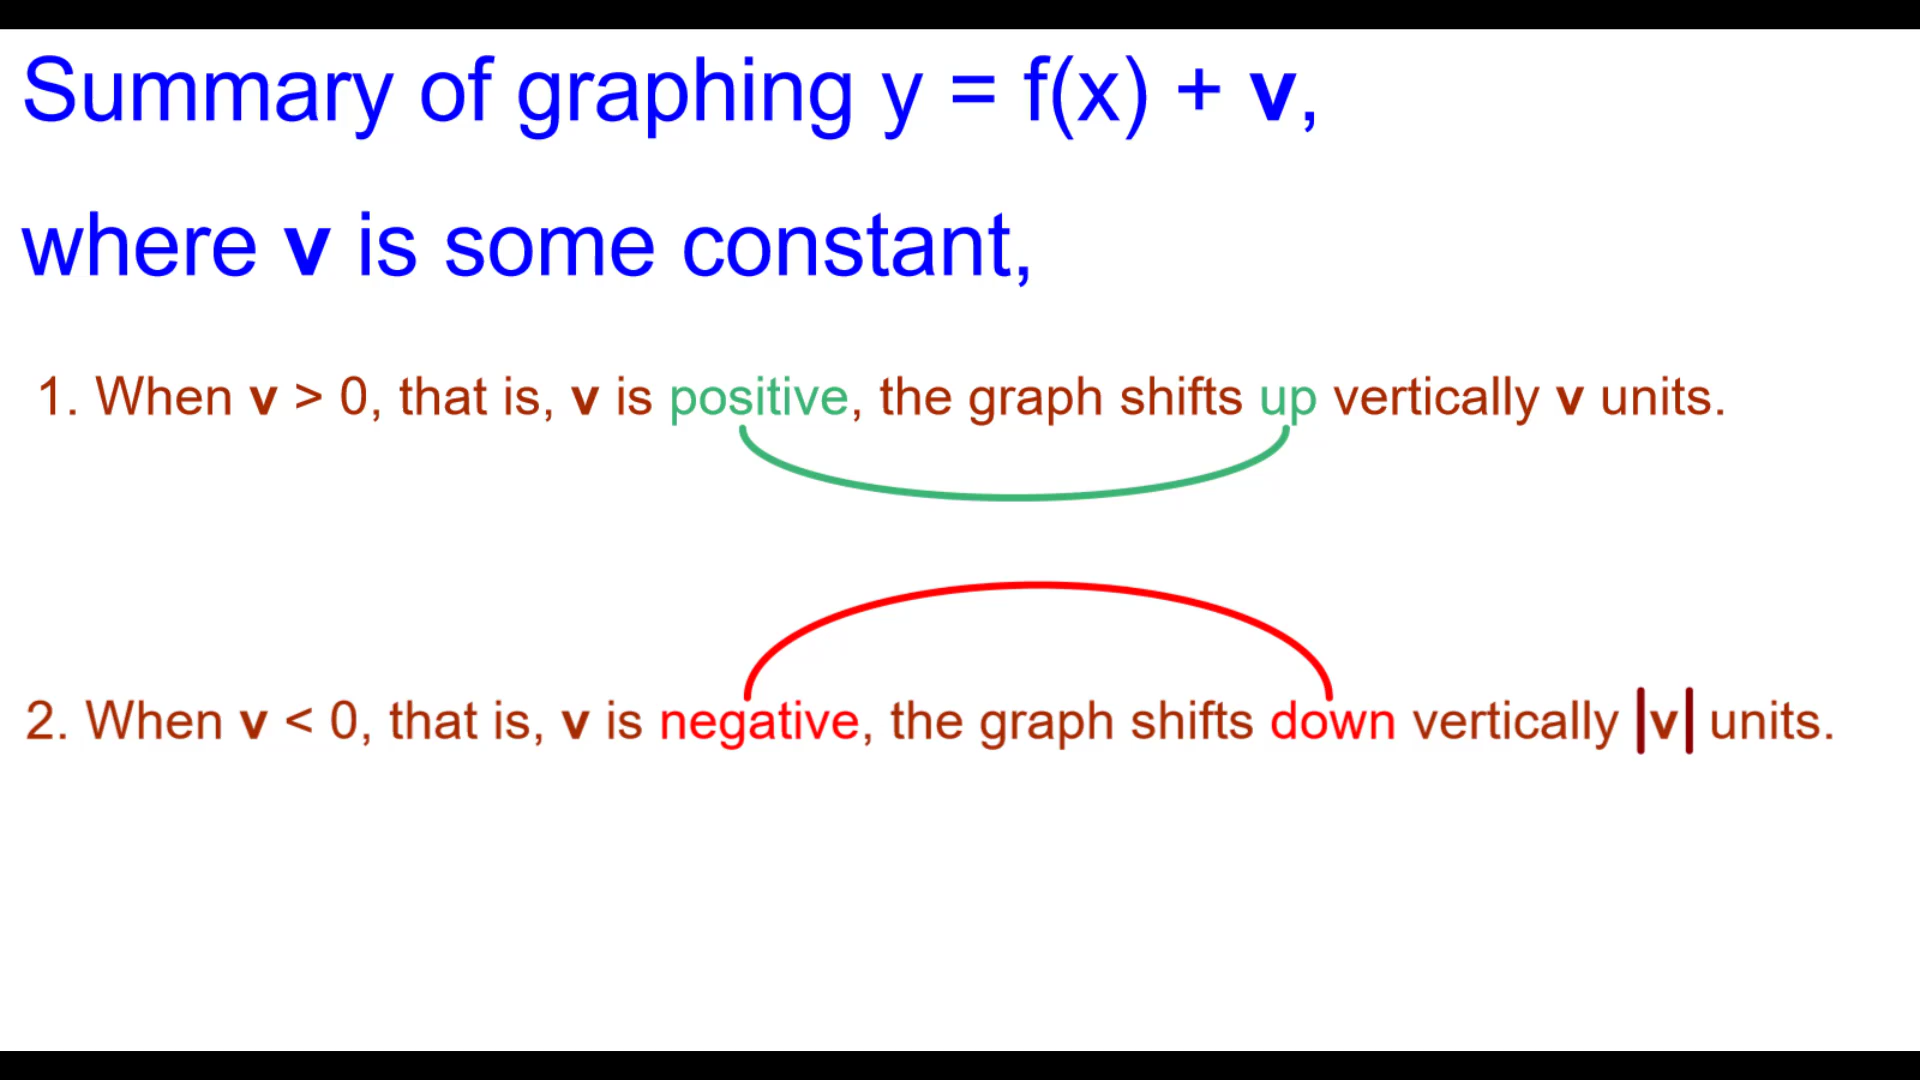 Summary of graphing y = f(x) + v,
where v is some constant,
1. When v > 0, that is, v is positive, the graph shifts up vertically v units.
2. When v < 0, that is, v is negative, the graph shifts down vertically |v| units.